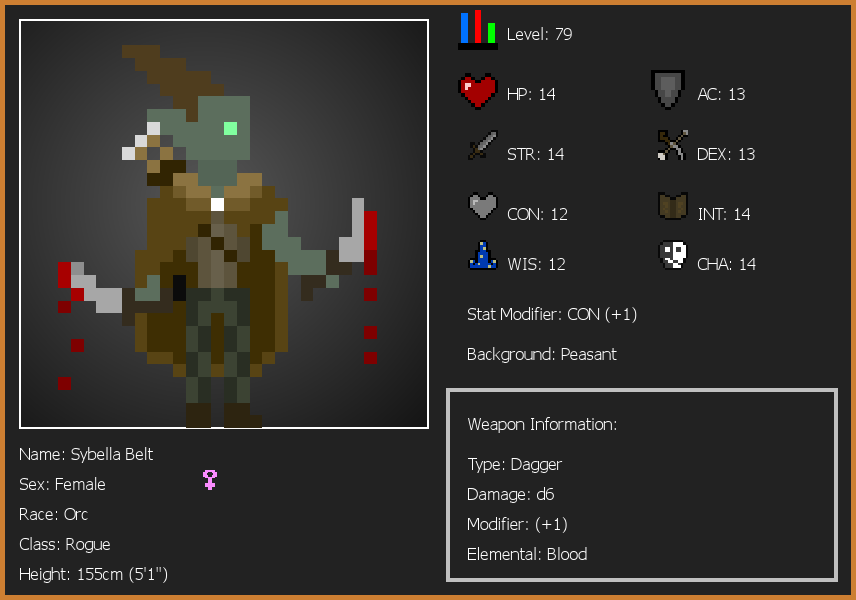 Level: 79
HP: 14
AC: 13
STR: 14
DEX: 13
CON: 12
INT: 14
WIS: 12
CHA: 14
Stat Modifier: CON (+1)
Background: Peasant
Weapon Information:
Type: Dagger
Damage: d6
Modifier: (+1)
Elemental: Blood
Name: Sybella Belt
Sex: Female
Race: Orc
Class: Rogue
Height: 155cm (5'1")